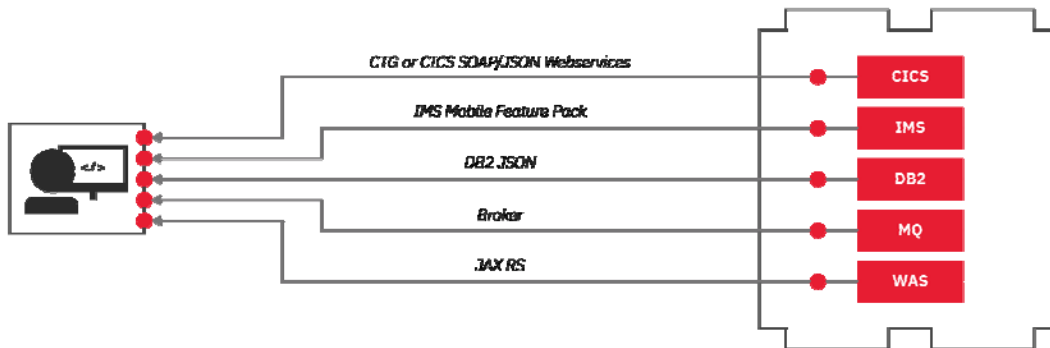 CTG or CICS SOAP/JSON Webservices
CICS
IMS Mobile Feature Pack
IMS
</>
DB2 JSON
DB2
Broker
MQ
JAX RS
WAS